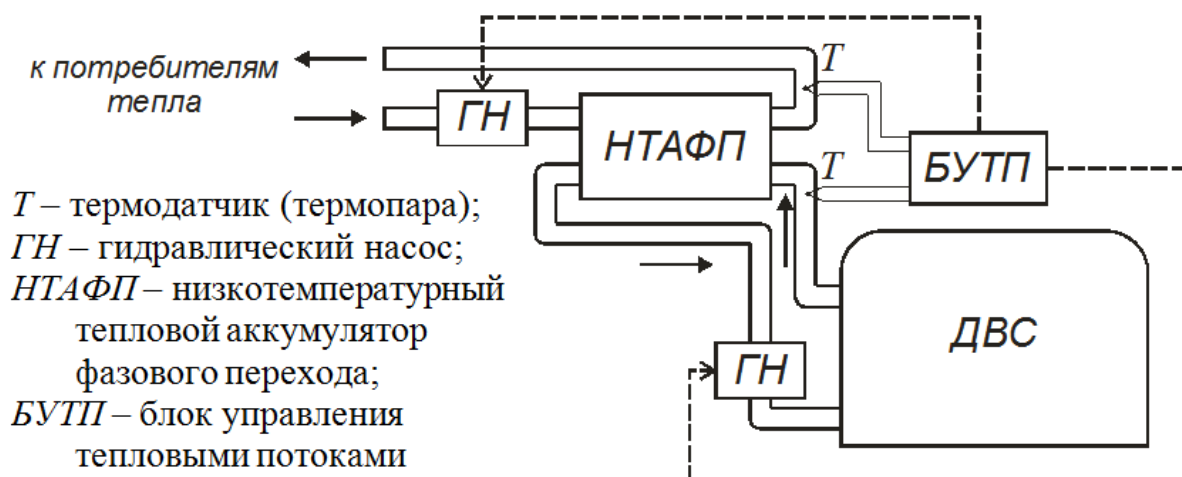 к потребителям
тепла
ГН
НТАФП
T
T
БУТП
ДВС
ГН
T – термодатчик (термопара);
ГН – гидравлический насос;
НТАФП – низкотемпературный
тепловой аккумулятор
фазового перехода;
БУТП – блок управления
тепловыми потоками